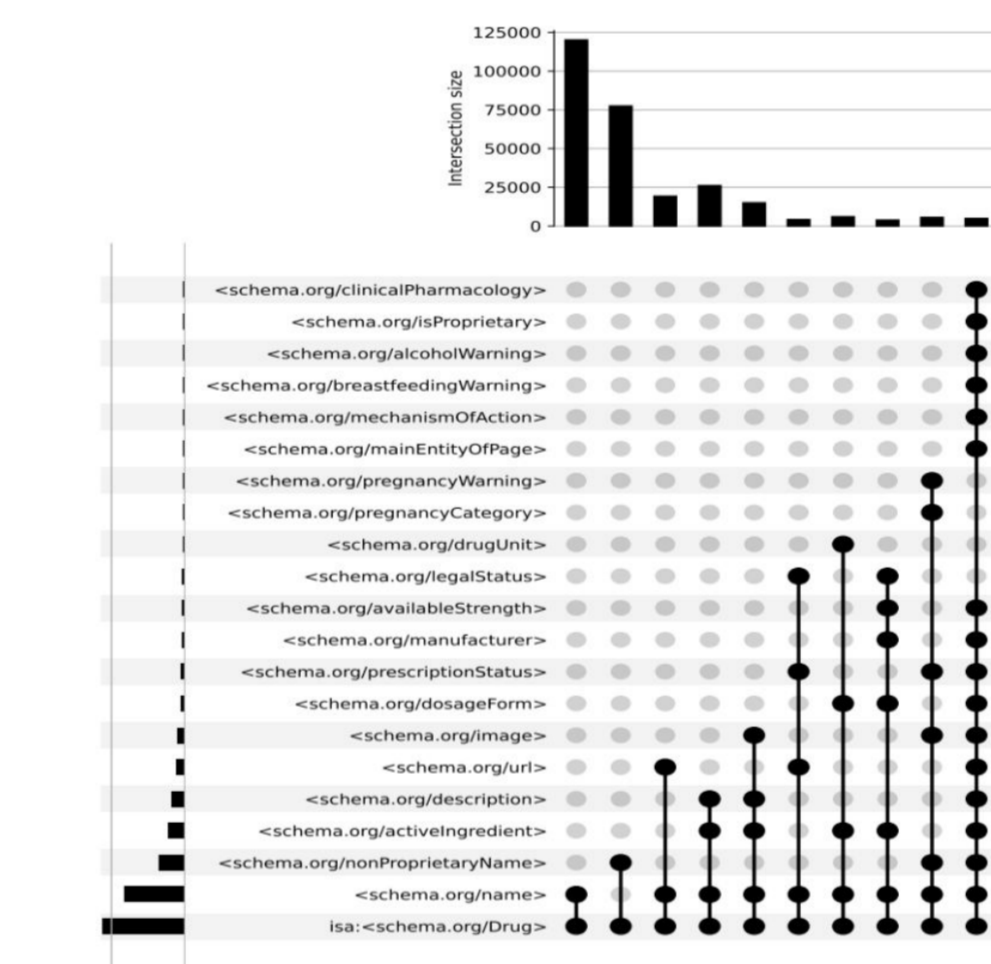 125000
100000
75000
50000
25000
0
Intersection size
<schema.org/clinicalPharmacology>
<schema.org/isProprietary>
<schema.org/alcoholWarning>
<schema.org/breastfeedingWarning>
<schema.org/mechanismOfAction>
<schema.org/mainEntityOfPage>
<schema.org/pregnancyWarning>
<schema.org/pregnancyCategory>
<schema.org/drugUnit>
<schema.org/legalStatus>
<schema.org/availableStrength>
<schema.org/manufacturer>
<schema.org/prescriptionStatus>
<schema.org/dosageForm>
<schema.org/image>
<schema.org/url>
<schema.org/description>
<schema.org/activeIngredient>
<schema.org/nonProprietaryName>
<schema.org/name>
isa:<schema.org/Drug>